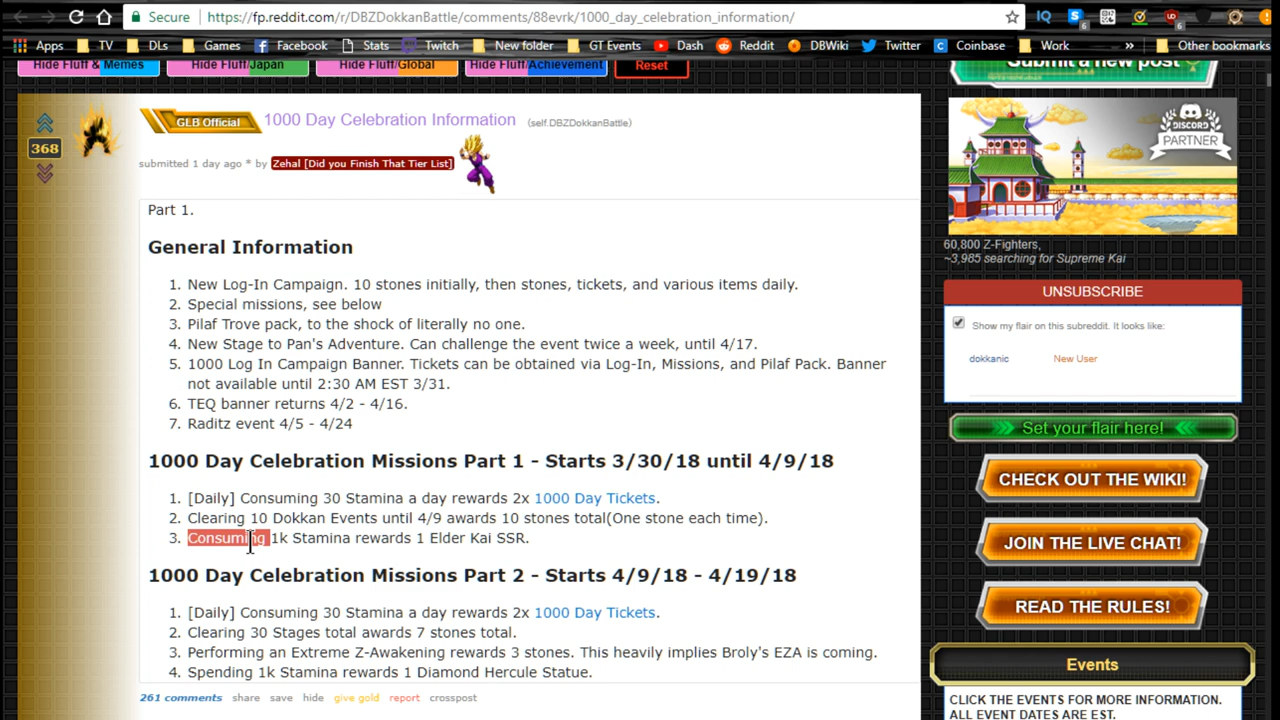 Secure
https://fp.reddit.com/r/DBZDokkanBattle/comments/88evrk/1000_day_celebration_information/
Apps TV DLs Games Facebook Stats Twitch New folder GT Events Dash Reddit DBWiki Twitter Coinbase Work » Other bookmarks
Hide Fluff & Memes Hide Fluff/Japan Hide Fluff/Global Hide Fluff/Achievement Reset
Submit a new post
GLB Official 1000 Day Celebration Information (self.DBZDokkanBattle)
368
submitted 1 day ago * by Zehal [Did you Finish That Tier List]
DISCORD
PARTNER
Part 1.
General Information
1. New Log-In Campaign. 10 stones initially, then stones, tickets, and various items daily.
2. Special missions, see below
3. Pilaf Trove pack, to the shock of literally no one.
4. New Stage to Pan's Adventure. Can challenge the event twice a week, until 4/17.
5. 1000 Log In Campaign Banner. Tickets can be obtained via Log-In, Missions, and Pilaf Pack. Banner
not available until 2:30 AM EST 3/31.
6. TEQ banner returns 4/2 - 4/16.
7. Raditz event 4/5 - 4/24
1000 Day Celebration Missions Part 1 - Starts 3/30/18 until 4/9/18
1. [Daily] Consuming 30 Stamina a day rewards 2x 1000 Day Tickets.
2. Clearing 10 Dokkan Events until 4/9 awards 10 stones total(One stone each time).
3. Consuming 1k Stamina rewards 1 Elder Kai SSR.
1000 Day Celebration Missions Part 2 - Starts 4/9/18 - 4/19/18
1. [Daily] Consuming 30 Stamina a day rewards 2x 1000 Day Tickets.
2. Clearing 30 Stages total awards 7 stones total.
3. Performing an Extreme Z-Awakening rewards 3 stones. This heavily implies Broly's EZA is coming.
4. Spending 1k Stamina rewards 1 Diamond Hercule Statue.
261 comments share save hide give gold report crosspost
60,800 Z-Fighters,
~3,985 searching for Supreme Kai
UNSUBSCRIBE
Show my flair on this subreddit. It looks like:
dokkanic New User
Set your flair here!
CHECK OUT THE WIKI!
JOIN THE LIVE CHAT!
READ THE RULES!
Events
CLICK THE EVENTS FOR MORE INFORMATION.
ALL EVENT DATES ARE EST.